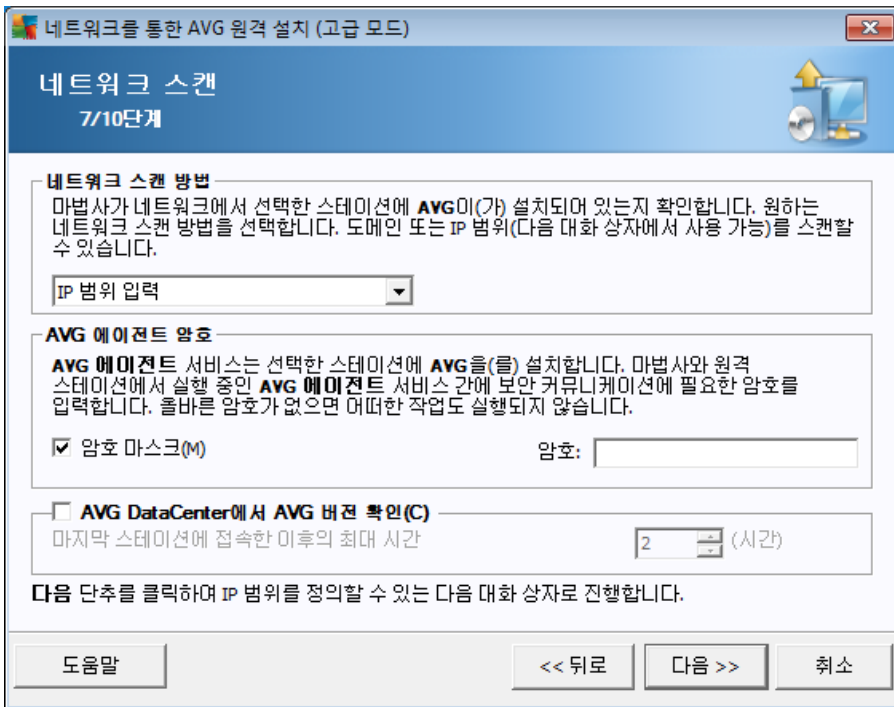 네트워크를 통한 AVG 원격 설치 (고급 모드)
네트워크 스캔
7/10단계
네트워크 스캔 방법
마법사가 네트워크에서 선택한 스테이션에 AVG이(가) 설치되어 있는지 확인합니다. 원하는
네트워크 스캔 방법을 선택합니다. 도메인 또는 IP 범위(다음 대화 상자에서 사용 가능)를 스캔할
수 있습니다.
IP 범위 입력
AVG 에이전트 암호
AVG 에이전트 서비스는 선택한 스테이션에 AVG을(를) 설치합니다. 마법사와 원격
스테이션에서 실행 중인 AVG 에이전트 서비스 간에 보안 커뮤니케이션에 필요한 암호를
입력합니다. 올바른 암호가 없으면 어떠한 작업도 실행되지 않습니다.
암호 마스크(M)
암호:
AVG DataCenter에서 AVG 버전 확인(C)
마지막 스테이션에 접속한 이후의 최대 시간
2
(시간)
다음 단추를 클릭하여 IP 범위를 정의할 수 있는 다음 대화 상자로 진행합니다.
도움말
<< 뒤로
다음 >>
취소